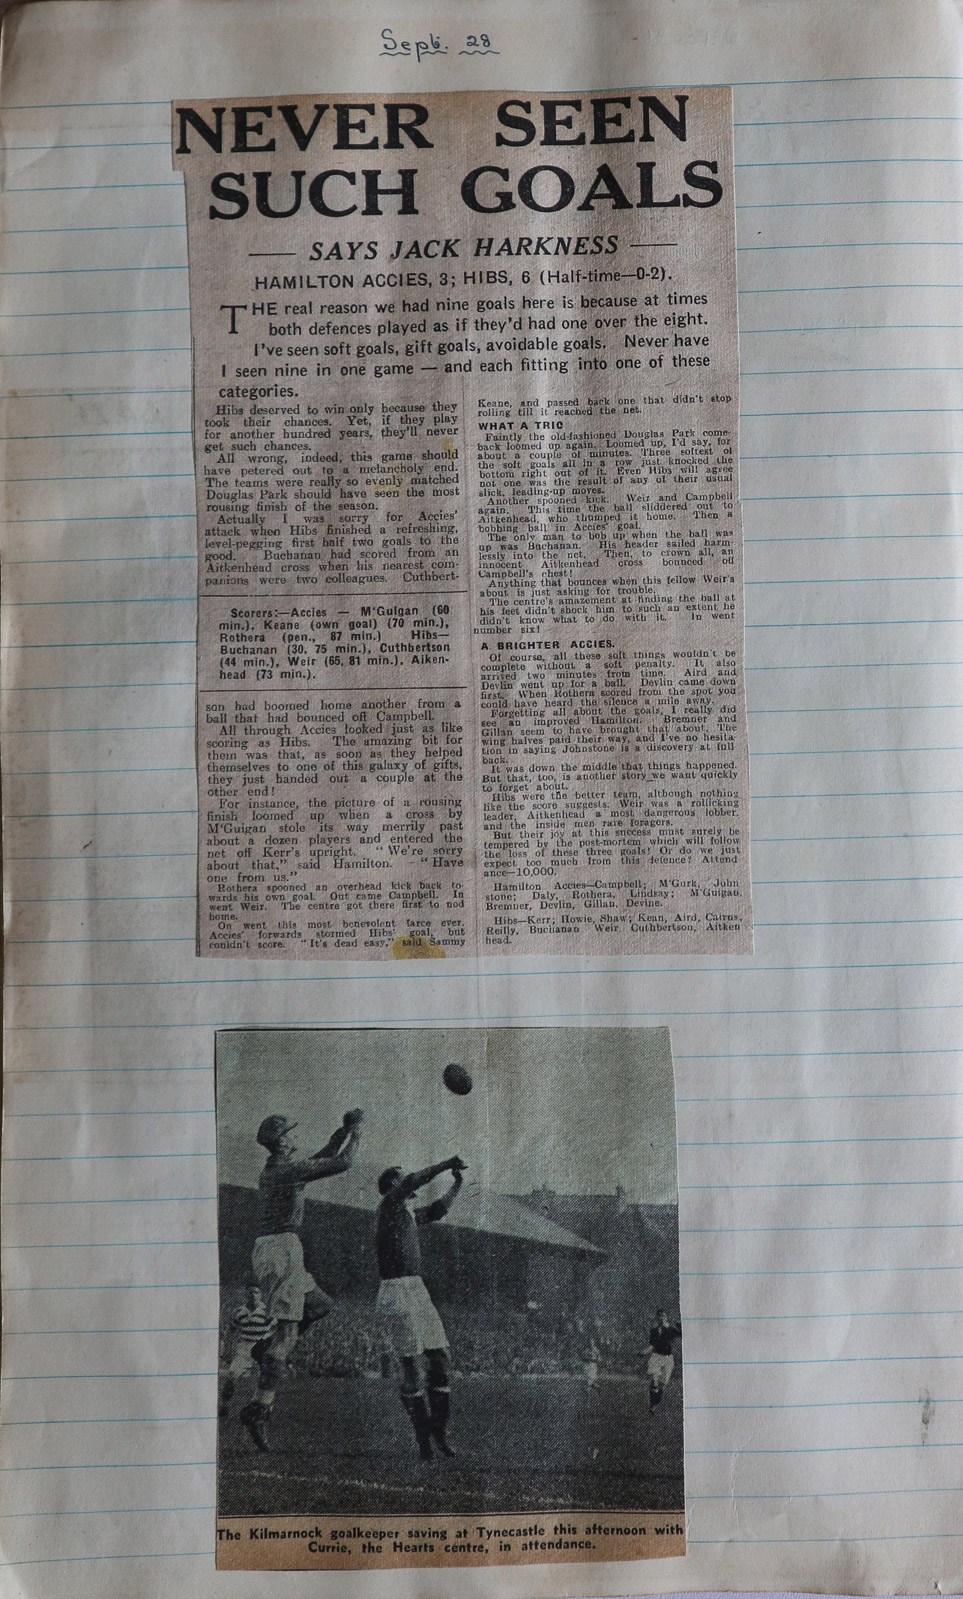 Sept. 28
NEVER SEEN
SUCH GOALS
— SAYS JACK HARKNESS —
HAMILTON ACCIES, 3; HIBS, 6 (Half-time—0-2).
THE real reason we had nine goals here is because at times
both defences played as if they'd had one over the eight.
I've seen soft goals, gift goals, avoidable goals. Never have
I seen nine in one game — and each fitting into one of these
categories.
Hibs deserved to win only because they
took their chances. Yet, if they play
for another hundred years, they'll never
get such chances.
All wrong, indeed, this game should
have petered out to a melancholy end.
The teams were really so evenly matched
Douglas Park should have seen the most
rousing finish of the season.
Actually I was sorry for Accies'
attack when Hibs finished a refreshing,
level-pegging first half two goals to the
good. Buchanan had scored from an
Aitkenhead cross when his nearest com-
panions were two colleagues. Cuthbert-
Scorers:—Accies — M'Guigan (60
min.), Keane (own goal) (70 min.),
Rothera (pen., 87 min.) Hibs—
Buchanan (30, 75 min.), Cuthbertson
(44 min.), Weir (65, 81 min.), Aiken-
head (73 min.).
son had boomed home another from a
ball that had bounced off Campbell.
All through Accies looked just as like
scoring as Hibs. The amazing bit for
them was that, as soon as they helped
themselves to one of this galaxy of gifts,
they just handed out a couple at the
other end!
For instance, the picture of a rousing
finish loomed up when a cross by
M'Guigan stole its way merrily past
about a dozen players and entered the
net off Kerr's upright. "We're sorry
about that," said Hamilton. — "Have
one from us."
Rothera spooned an overhead kick back to-
wards his own goal. Out came Campbell. In
went Weir. The centre got there first to nod
home.
On went this most benevolent farce ever.
Accies' forwards stormed Hibs' goal, but
couldn't score. "It's dead easy," said Sammy
Keane, and passed back one that didn't stop
rolling till it reached the net.
WHAT A TRIO
Faintly the old-fashioned Douglas Park come-
back loomed up again. Loomed up, I'd say, for
about a couple of minutes. Three softest of
the soft goals all in a row just knocked the
bottom right out of it. Even Hibs will agree
not one was the result of any of their usual
slick, leading-up moves.
Another spooned kick. Weir and Campbell
again. This time the ball sliddered out to
Aitkenhead, who thumped it home. Then a
bobbing ball in Accies' goal.
The only man to bob up when the ball was
up was Buchanan. His header sailed harm-
lessly into the net. Then, to crown all, an
innocent Aitkenhead cross bounced off
Campbell's chest!
Anything that bounces when this fellow Weir's
about is just asking for trouble.
The centre's amazement at finding the ball at
his feet didn't shock him to such an extent he
didn't know what to do with it. In went
number six!
A BRIGHTER ACCIES.
Of course, all these soft things wouldn't be
complete without a soft penalty. It also
arrived two minutes from time. Aird and
Devlin went up for a ball. Devlin came down
first. When Rothera scored from the spot you
could have heard the silence a mile away.
Forgetting all about the goals, I really did
see an improved Hamilton. Bremner and
Gillan seem to have brought that about. The
wing halves paid their way, and I've no hesita-
tion in saying Johnstone is a discovery at full
back.
It was down the middle that things happened.
But that, too, is another story we want quickly
to forget about.
Hibs were the better team, although nothing
like the score suggests. Weir was a rollicking
leader, Aitkenhead a most dangerous lobber,
and the inside men rare foragers.
But their joy at this success must surely be
tempered by the post-mortem which will follow
the loss of these three goals! Or do we just
expect too much from this defence? Attend
ance—10,000.
Hamilton Accies—Campbell; M'Gurk, John
stone; Daly, Rothera, Lindsay; M'Guigan,
Bremner, Devlin, Gillan, Devine.
Hibs—Kerr; Howie, Shaw; Kean, Aird, Cairns,
Reilly, Buchanan Weir, Cuthbertson, Aitken
head.
The Kilmarnock goalkeeper saving at Tynecastle this afternoon with
Currie, the Hearts centre, in attendance.